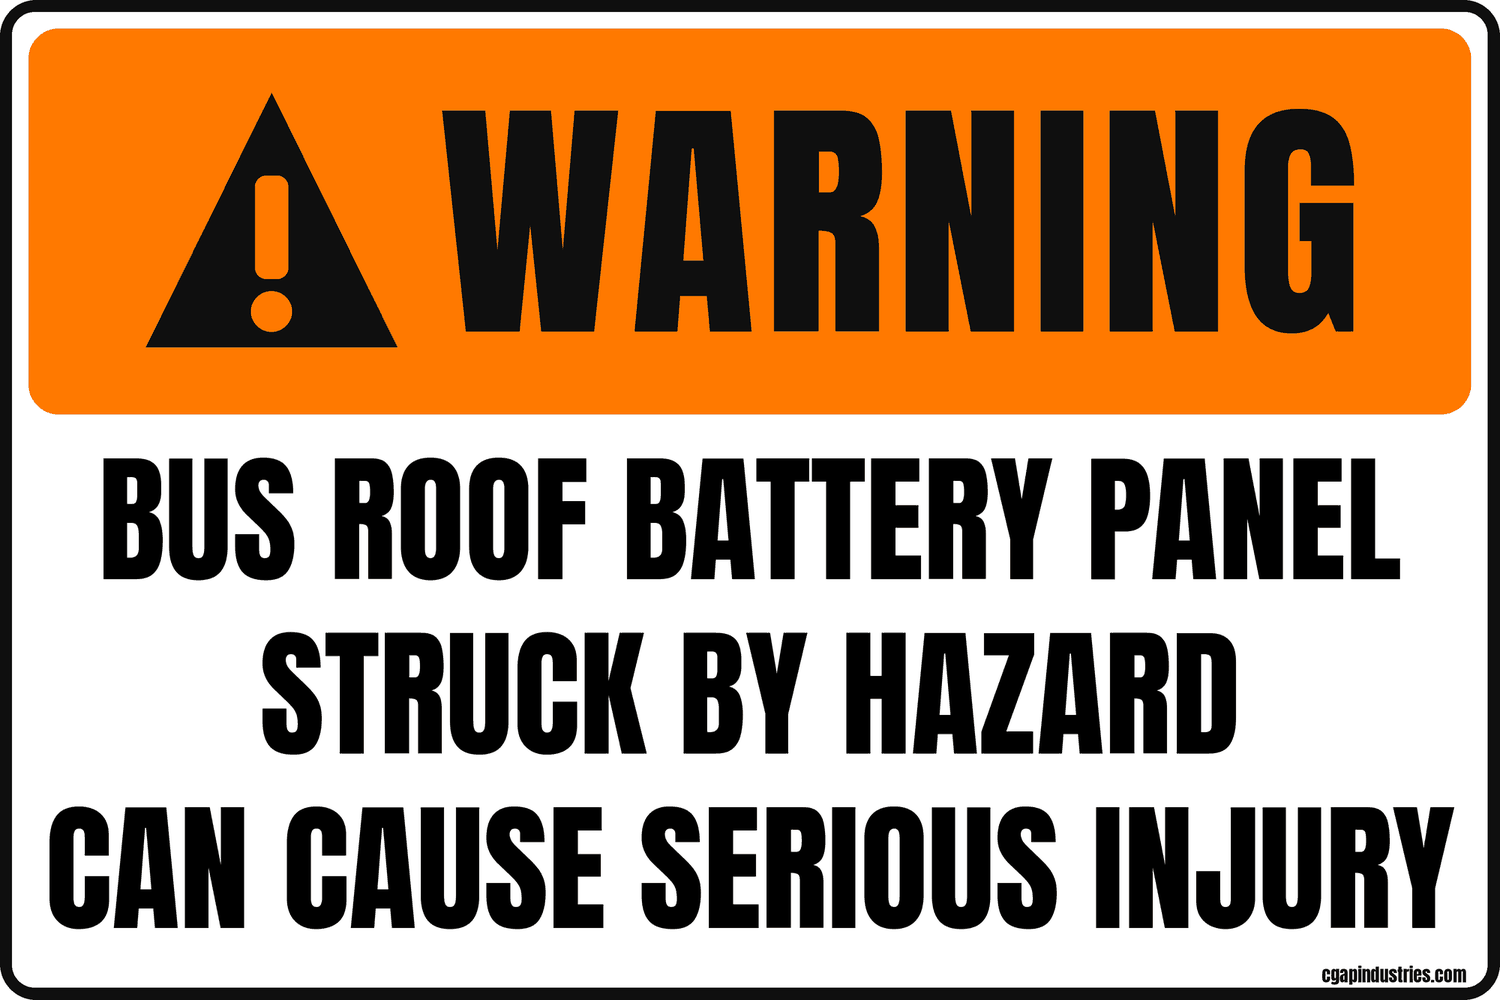 WARNING
BUS ROOF BATTERY PANEL
STRUCK BY HAZARD
CAN CAUSE SERIOUS INJURY
cgapindustries.com